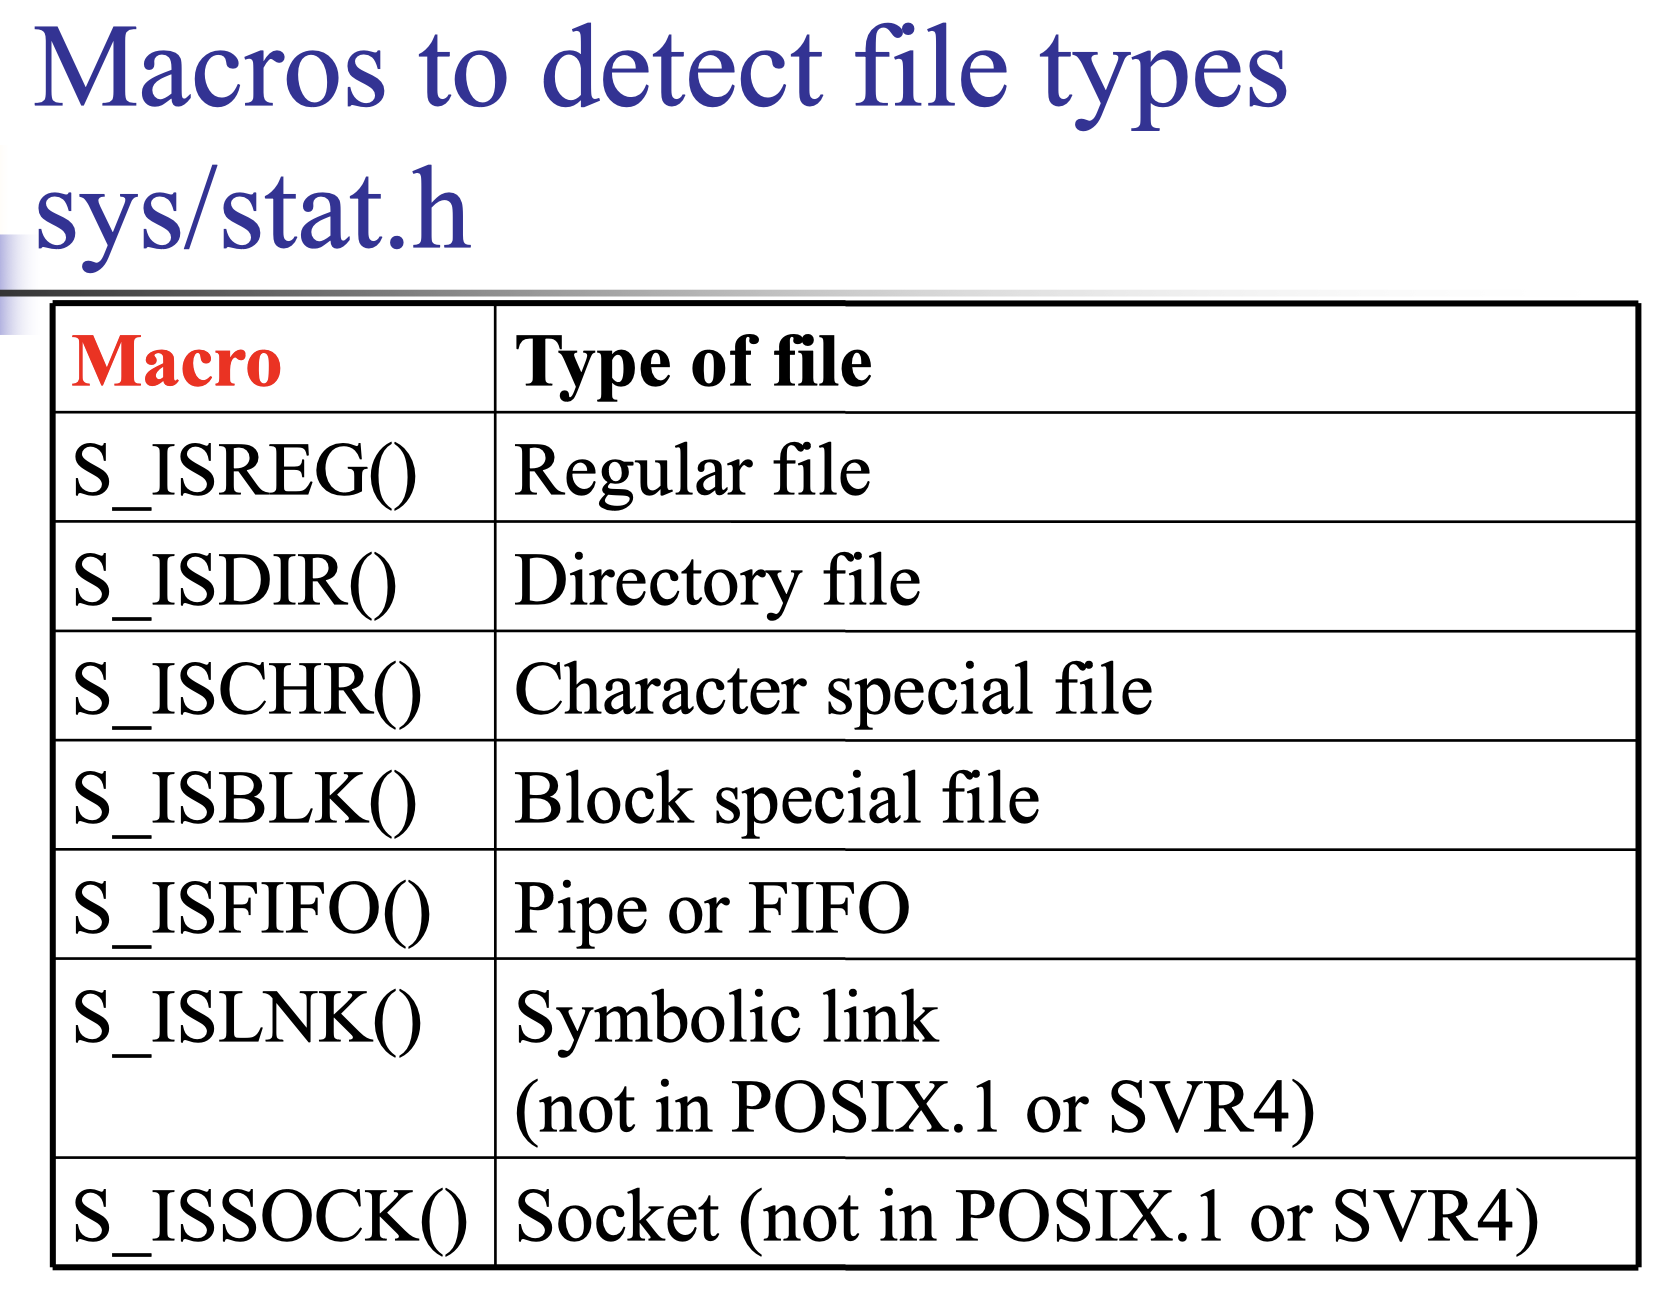 Macros to detect file types
sys/stat.h
Macro Type of file
S_ISREG() Regular file
S_ISDIR() Directory file
S_ISCHR() Character special file
S_ISBLK() Block special file
S_ISFIFO() Pipe or FIFO
S_ISLNK() Symbolic link
(not in POSIX.1 or SVR4)
S_ISSOCK() Socket (not in POSIX.1 or SVR4)